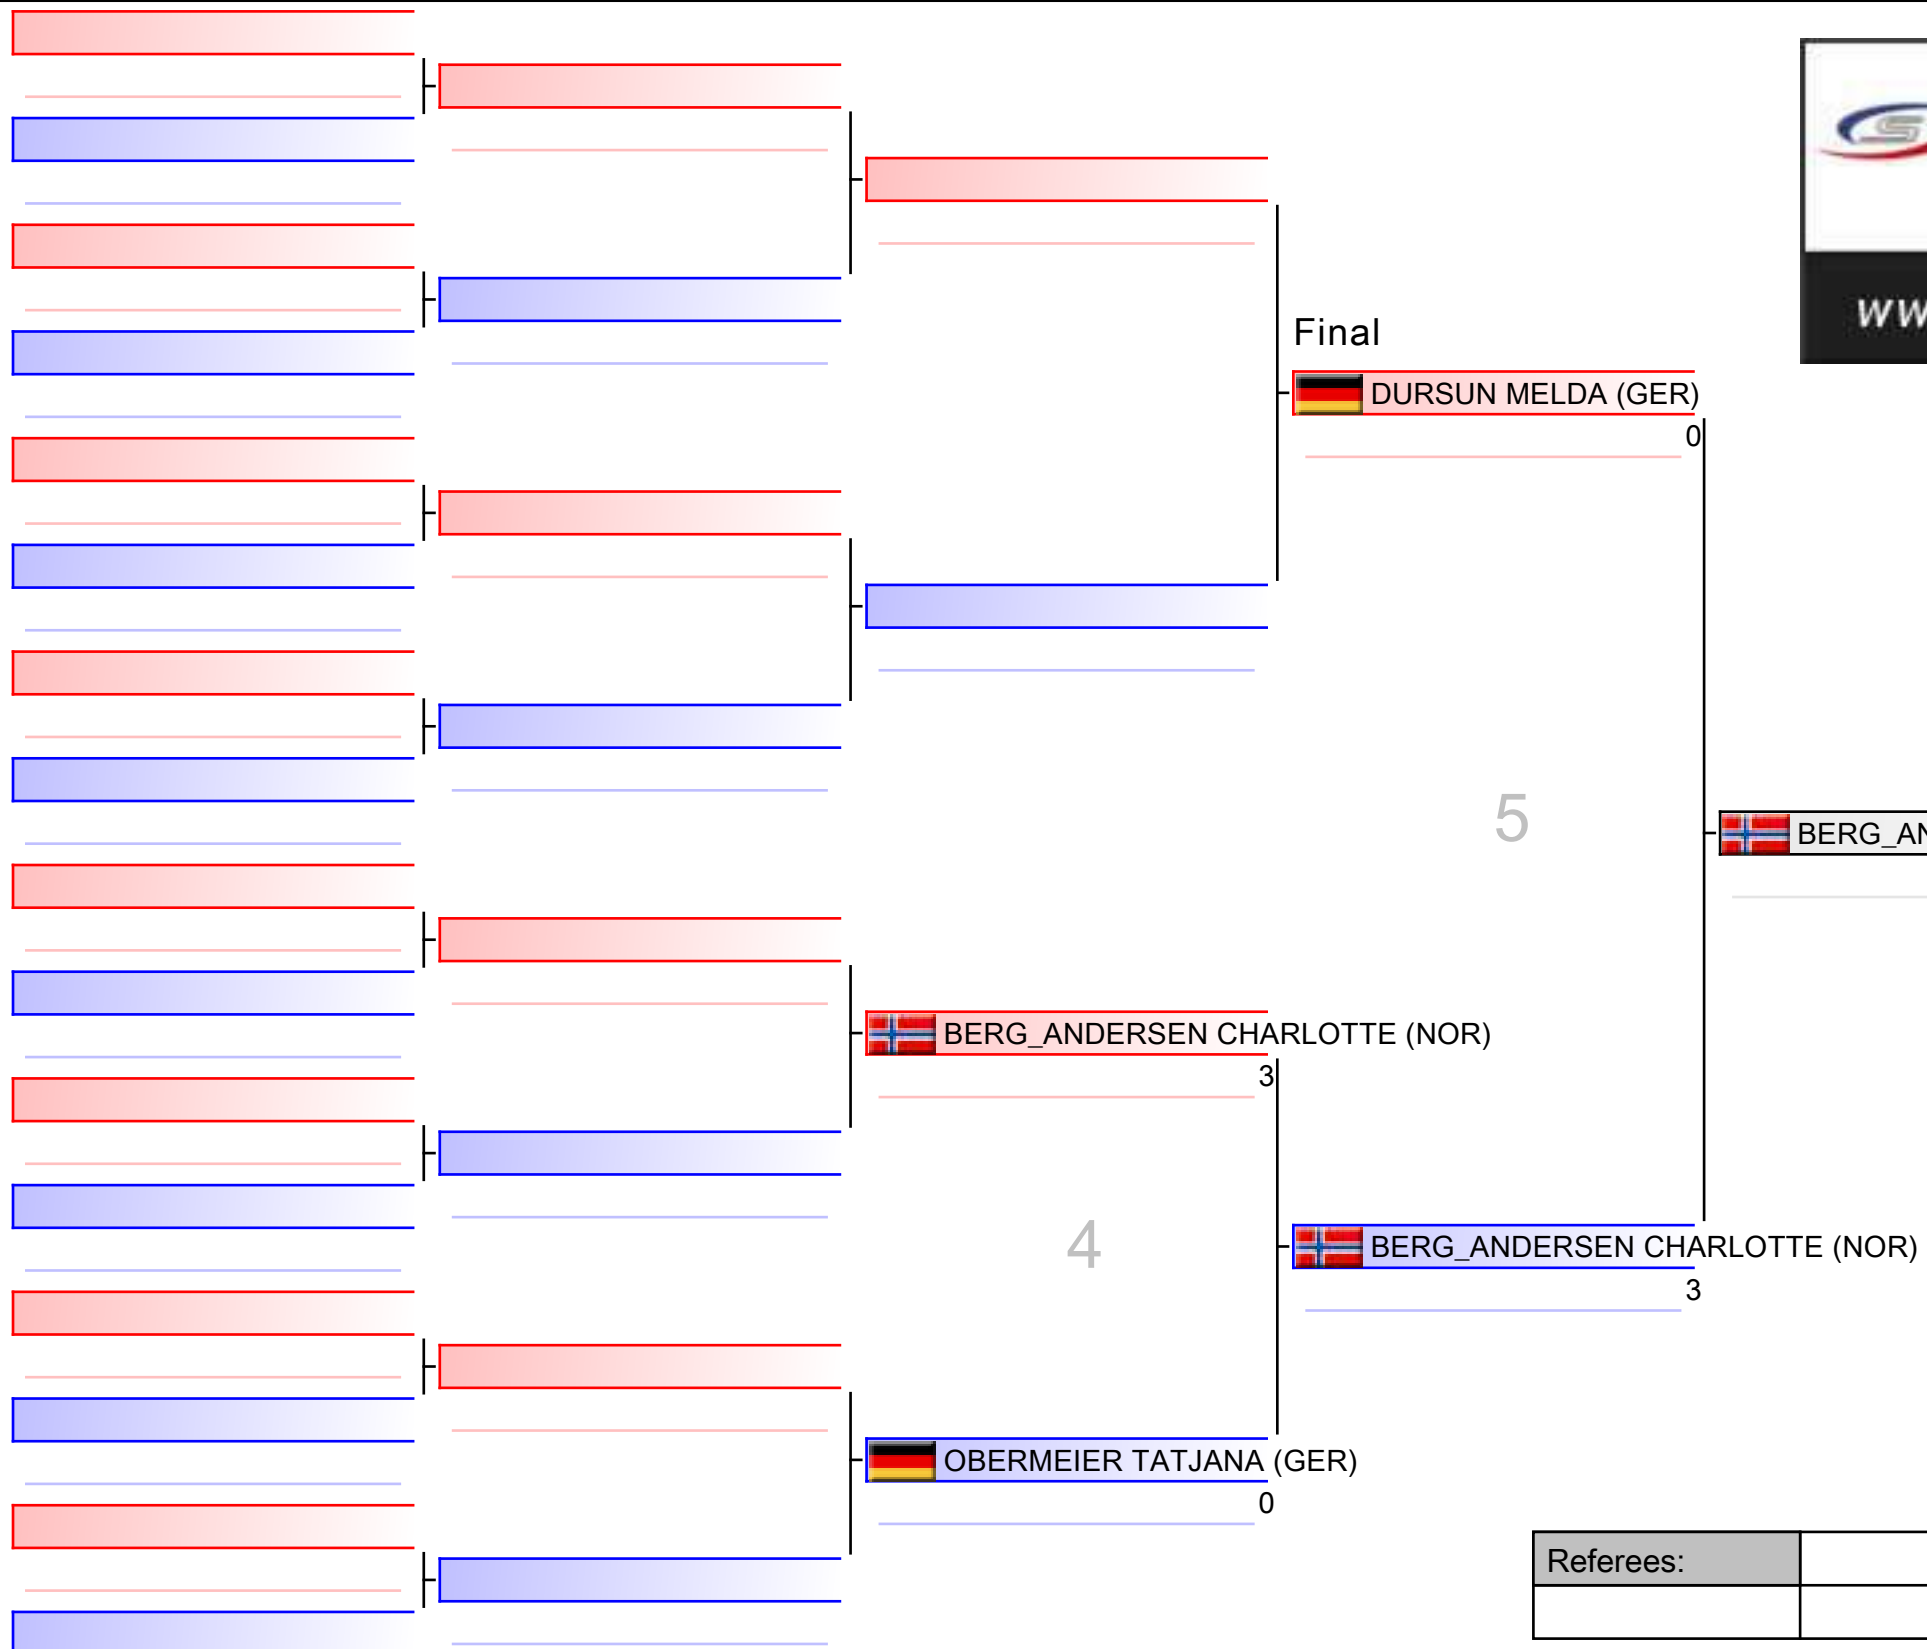 Final
DURSUN MELDA (GER)
0
5
BERG_AN
BERG_ANDERSEN CHARLOTTE (NOR)
3
4
BERG_ANDERSEN CHARLOTTE (NOR)
3
OBERMEIER TATJANA (GER)
0
Referees: